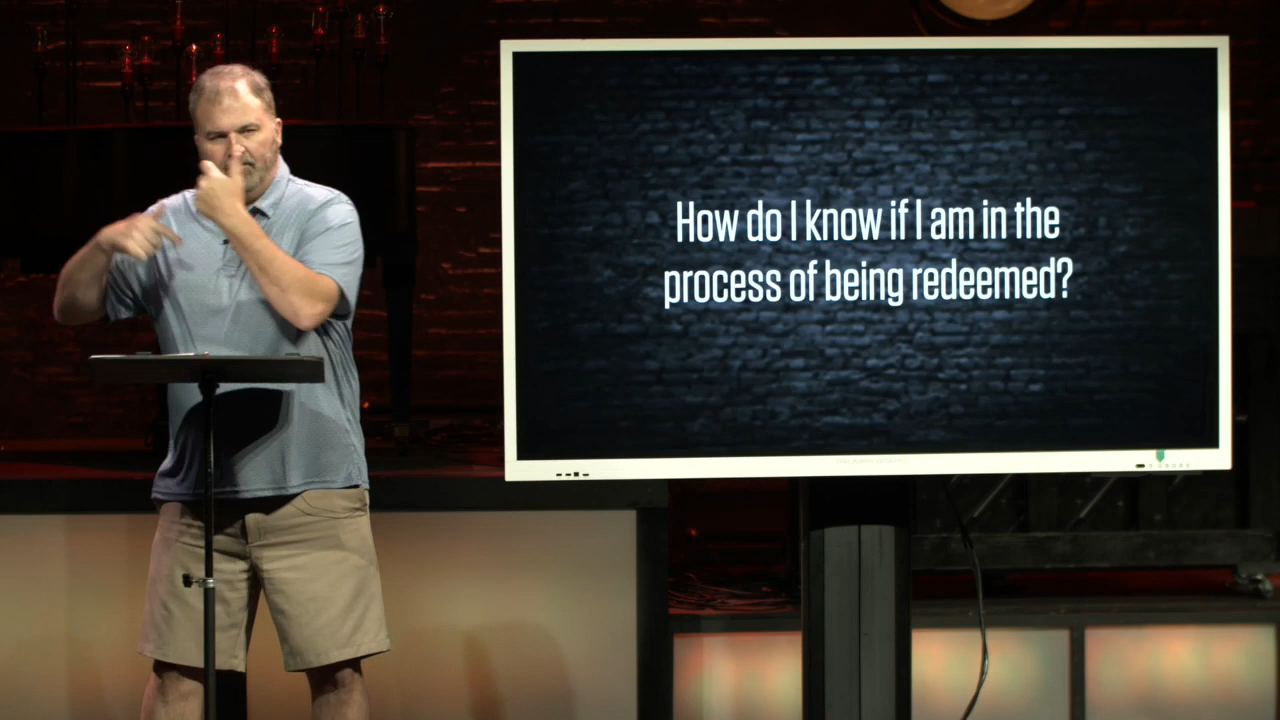 How do I know if I am in the
process of being redeemed?